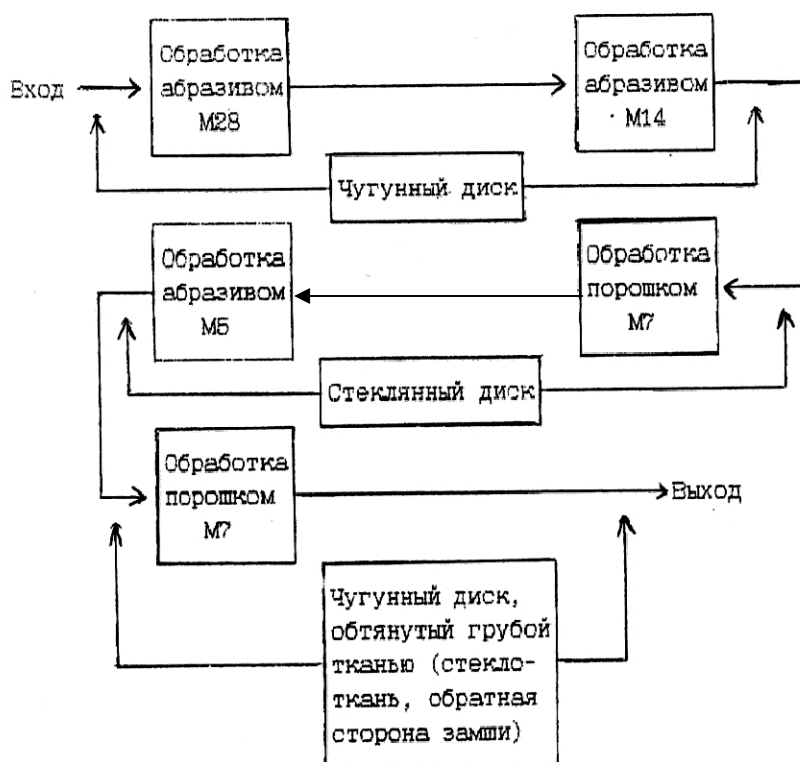 Вход
Обработка
абразивом
М28
Обработка
абразивом
М14
Чугунный диск
Обработка
абразивом
М5
Обработка
порошком
М7
Стеклянный диск
Обработка
порошком
М7
Выход
Чугунный диск,
обтянутый грубой
тканью (стекло-
ткань, обратная
сторона замши)